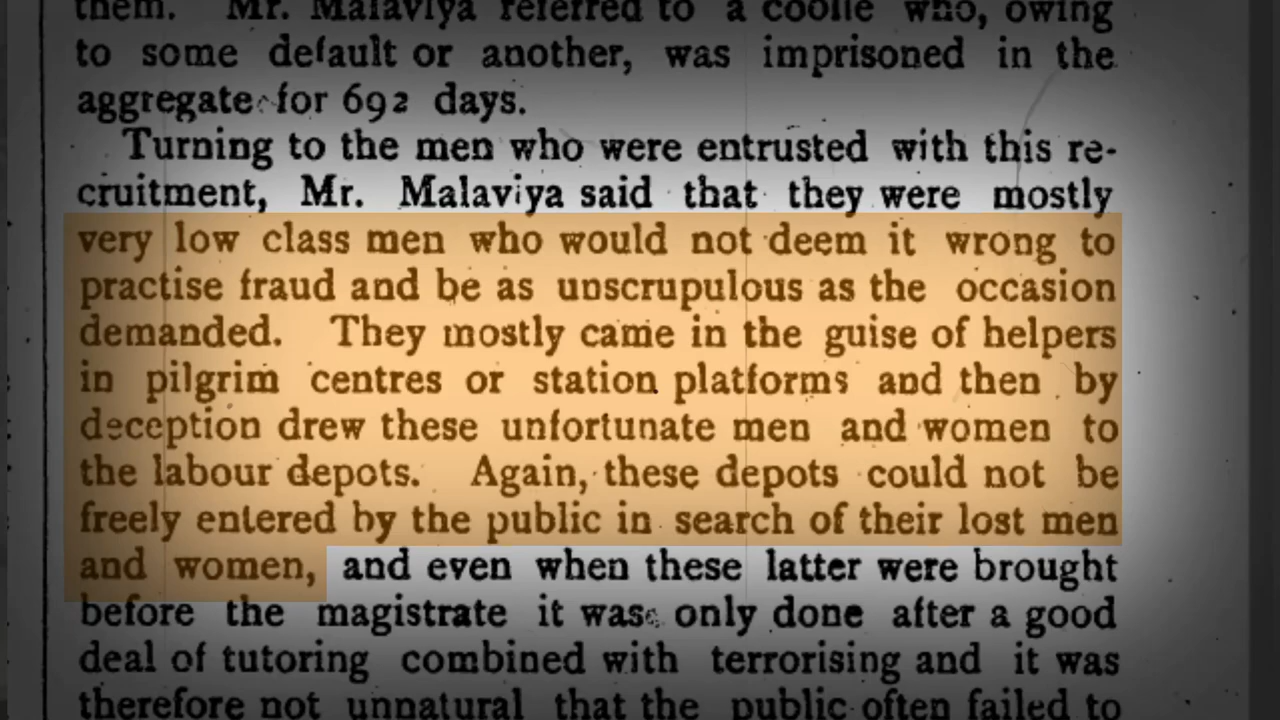 them. Mr. Malaviya referred to a coolie who, owing
to some default or another, was imprisoned in the
aggregate for 692 days.
Turning to the men who were entrusted with this re-
cruitment, Mr. Malaviya said that they were mostly
very low class men who would not deem it wrong to
practise fraud and be as unscrupulous as the occasion
demanded. They mostly came in the guise of helpers
in pilgrim centres or station platforms and then by
deception drew these unfortunate men and women to
the labour depots. Again, these depots could not be
freely entered by the public in search of their lost men
and women, and even when these latter were brought
before the magistrate it was only done after a good
deal of tutoring combined with terrorising and it was
therefore not unnatural that the public often failed to